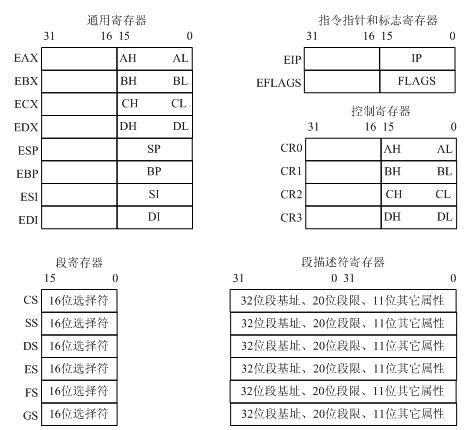 通用寄存器
31 16 15 0
EAX AH AL
EBX BH BL
ECX CH CL
EDX DH DL
ESP SP
EBP BP
ESI SI
EDI DI
指令指针和标志寄存器
31 16 15 0
EIP IP
EFLAGS FLAGS
控制寄存器
31 16 15 0
CR0 AH AL
CR1 BH BL
CR2 CH CL
CR3 DH DL
段寄存器
15 0
CS 16位选择符
SS 16位选择符
DS 16位选择符
ES 16位选择符
FS 16位选择符
GS 16位选择符
段描述符寄存器
31 0 31 0
32位段基址、20位段限、11位其它属性
32位段基址、20位段限、11位其它属性
32位段基址、20位段限、11位其它属性
32位段基址、20位段限、11位其它属性
32位段基址、20位段限、11位其它属性
32位段基址、20位段限、11位其它属性